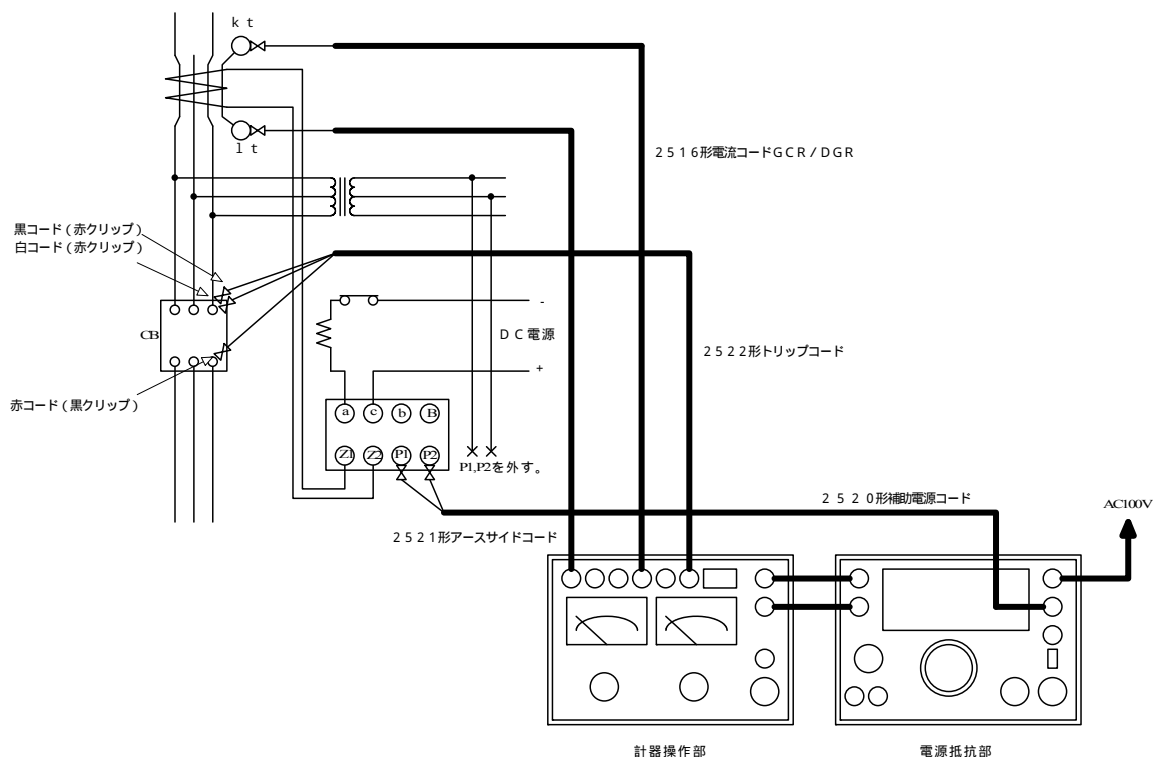 k t
l t
2516形電流コードGCR/DGR
黒コード(赤クリップ)
白コード(赤クリップ)
CB
-
DC電源
+
2522形トリップコード
赤コード(黒クリップ)
a c b B
Z1 Z2 P1 P2
P1,P2を外す。
2520形補助電源コード
AC100V
2521形アースサイドコード
計器操作部
電源抵抗部